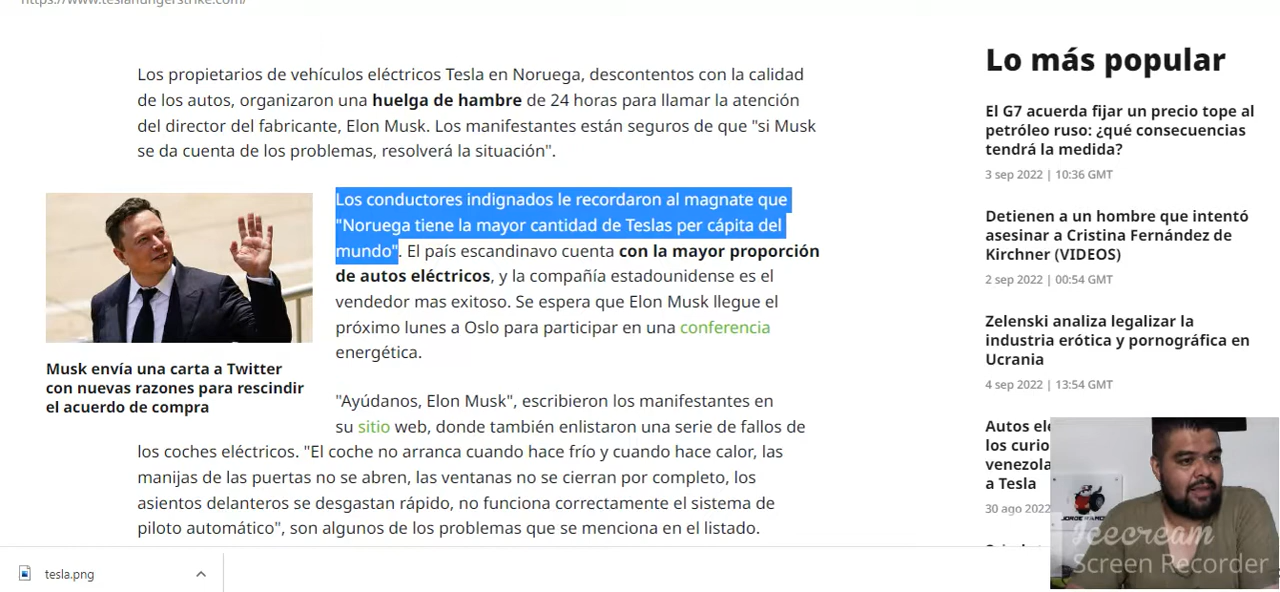 https://www.teslahungerstrike.com/
Los propietarios de vehículos eléctricos Tesla en Noruega, descontentos con la calidad
de los autos, organizaron una huelga de hambre de 24 horas para llamar la atención
del director del fabricante, Elon Musk. Los manifestantes están seguros de que "si Musk
se da cuenta de los problemas, resolverá la situación".
Los conductores indignados le recordaron al magnate que
"Noruega tiene la mayor cantidad de Teslas per cápita del
mundo". El país escandinavo cuenta con la mayor proporción
de autos eléctricos, y la compañía estadounidense es el
vendedor mas exitoso. Se espera que Elon Musk llegue el
próximo lunes a Oslo para participar en una conferencia
energética.
Musk envía una carta a Twitter
con nuevas razones para rescindir
el acuerdo de compra
"Ayúdanos, Elon Musk", escribieron los manifestantes en
su sitio web, donde también enlistaron una serie de fallos de
los coches eléctricos. "El coche no arranca cuando hace frío y cuando hace calor, las
manijas de las puertas no se abren, las ventanas no se cierran por completo, los
asientos delanteros se desgastan rápido, no funciona correctamente el sistema de
piloto automático", son algunos de los problemas que se menciona en el listado.
Lo más popular
El G7 acuerda fijar un precio tope al
petróleo ruso: ¿qué consecuencias
tendrá la medida?
3 sep 2022 | 10:36 GMT
Detienen a un hombre que intentó
asesinar a Cristina Fernández de
Kirchner (VIDEOS)
2 sep 2022 | 00:54 GMT
Zelenski analiza legalizar la
industria erótica y pornográfica en
Ucrania
4 sep 2022 | 13:54 GMT
Autos
los
a Tesla
30 ago 2022
Icecream
Screen Recorder
tesla.png